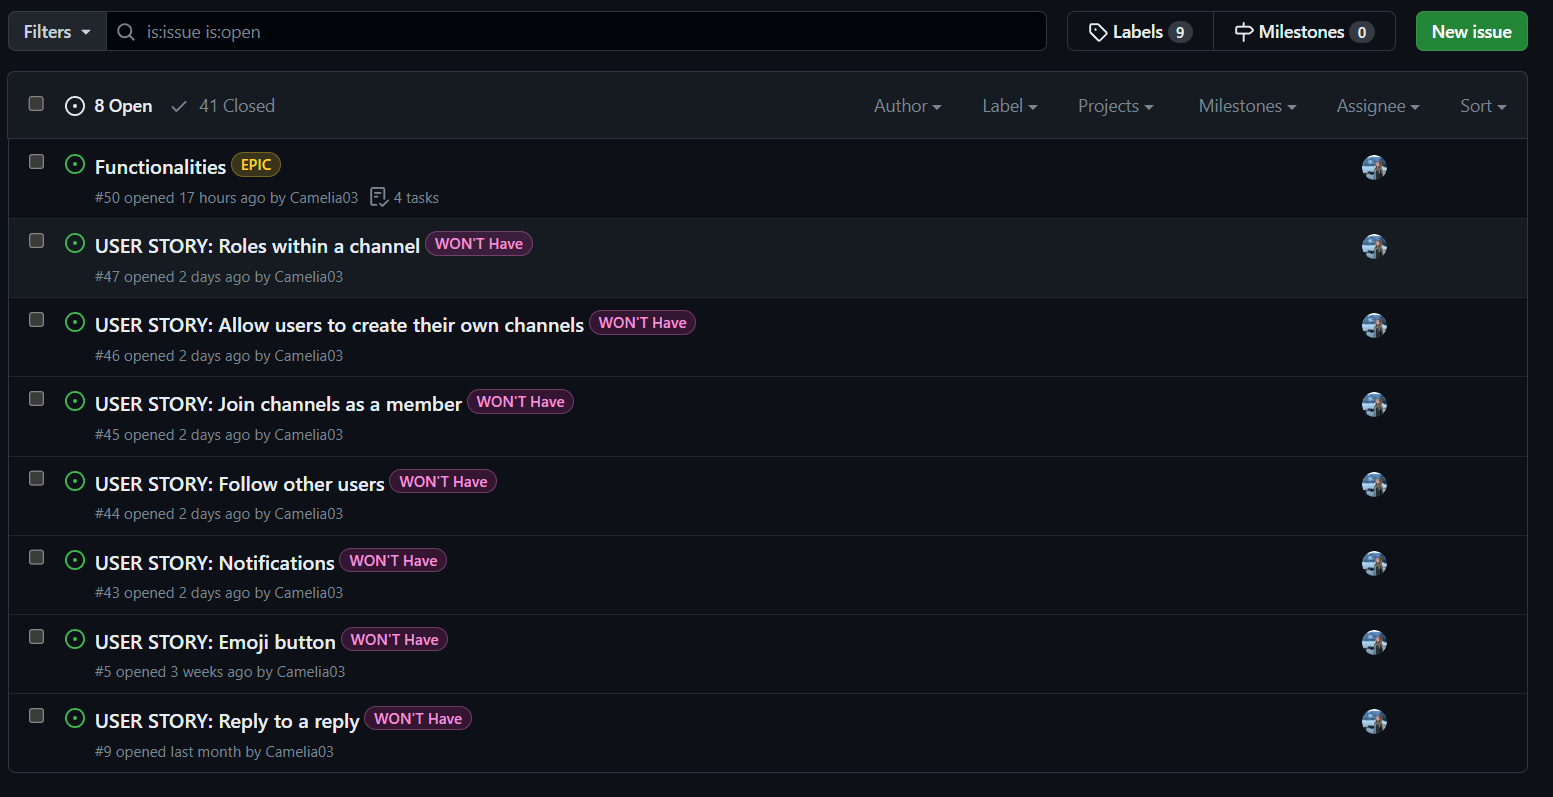 Filters is:issue is:open Labels 9 Milestones 0 New issue
8 Open 41 Closed Author Label Projects Milestones Assignee Sort
Functionalities EPIC
#50 opened 17 hours ago by Camelia03 4 tasks
USER STORY: Roles within a channel WON'T Have
#47 opened 2 days ago by Camelia03
USER STORY: Allow users to create their own channels WON'T Have
#46 opened 2 days ago by Camelia03
USER STORY: Join channels as a member WON'T Have
#45 opened 2 days ago by Camelia03
USER STORY: Follow other users WON'T Have
#44 opened 2 days ago by Camelia03
USER STORY: Notifications WON'T Have
#43 opened 2 days ago by Camelia03
USER STORY: Emoji button WON'T Have
#5 opened 3 weeks ago by Camelia03
USER STORY: Reply to a reply WON'T Have
#9 opened last month by Camelia03